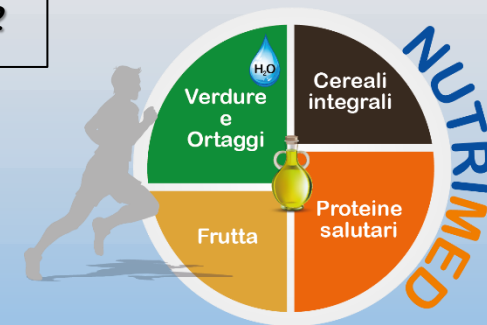 ?
H₂O
Verdure
e
Ortaggi
Cereali
integrali
Frutta
Proteine
salutari
NUTRIMED